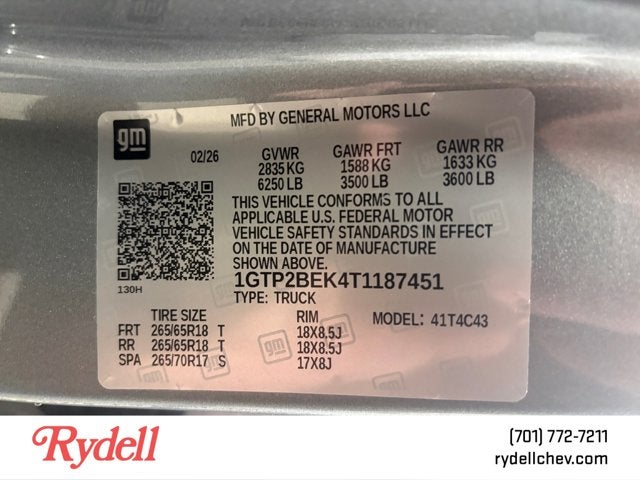 MFD BY GENERAL MOTORS LLC
gm
02/26 GVWR GAWR FRT GAWR RR
2835 KG 1588 KG 1633 KG
6250 LB 3500 LB 3600 LB
THIS VEHICLE CONFORMS TO ALL
APPLICABLE U.S. FEDERAL MOTOR
VEHICLE SAFETY STANDARDS IN EFFECT
ON THE DATE OF MANUFACTURE
SHOWN ABOVE.
1GTP2BEK4T1187451
130H
TYPE: TRUCK
TIRE SIZE RIM MODEL: 41T4C43
FRT 265/65R18 T 18X8.5J
RR 265/65R18 T 18X8.5J
SPA 265/70R17 S 17X8J
Rydell
(701) 772-7211
rydellchev.com